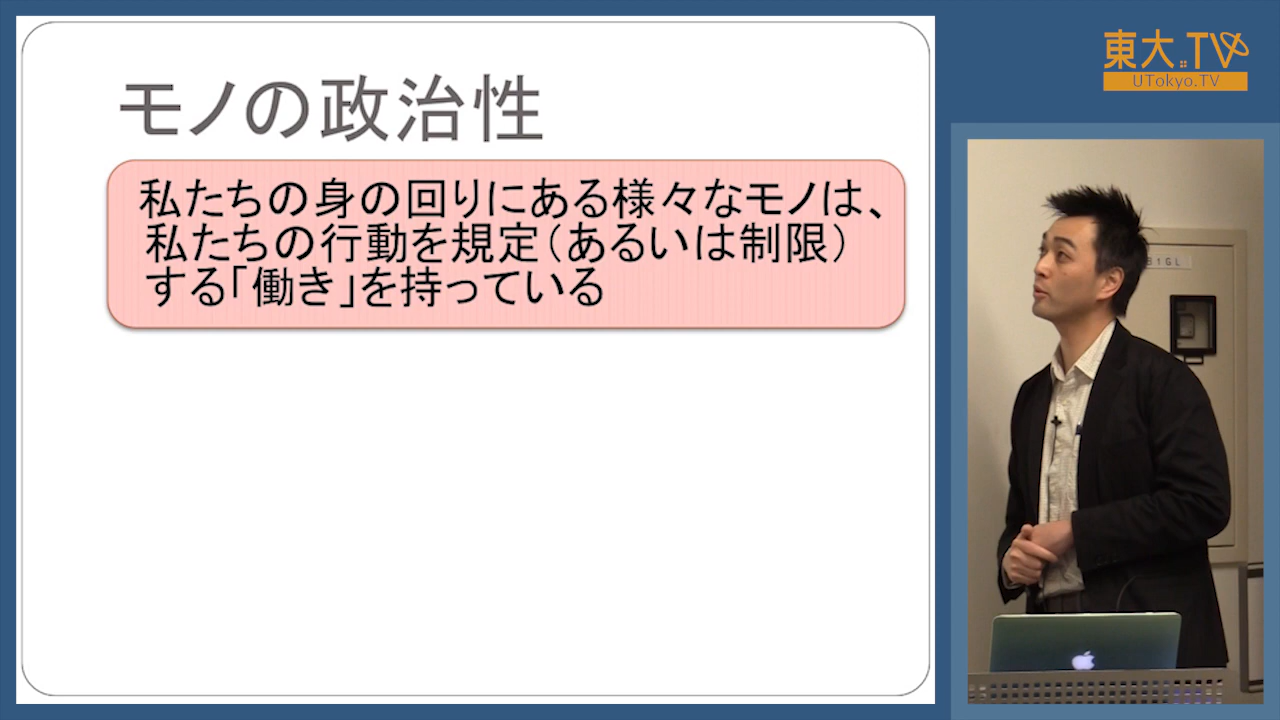 モノの政治性
私たちの身の回りにある様々なモノは、
私たちの行動を規定（あるいは制限）
する「働き」を持っている
東大.TV
UTokyo.TV
B1GL